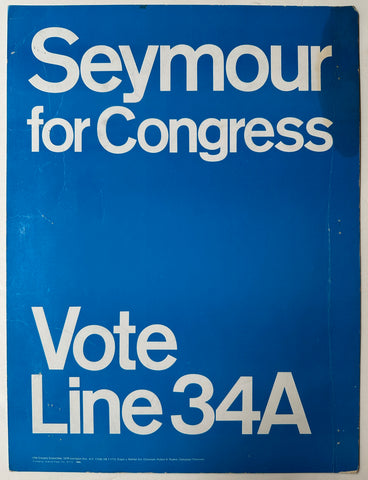 Seymour
for Congress
Vote
Line 34A